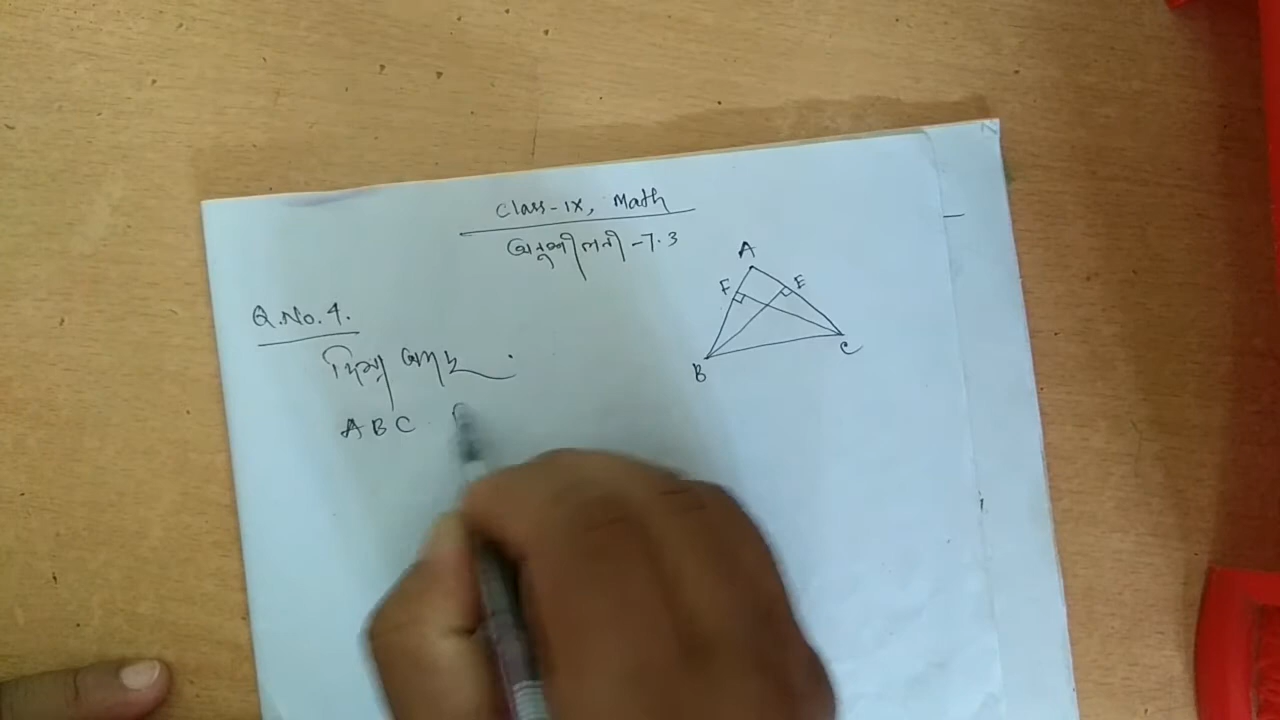 Class-IX, Math
অনুশীলনী -7.3
Q.No.4.
দিয়া আছে
A B C
A
F
E
B
C